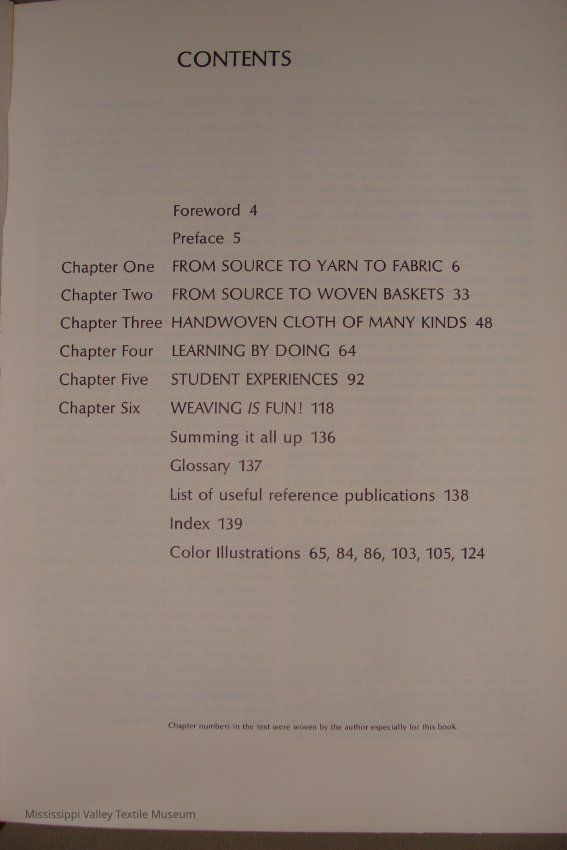 CONTENTS
Foreword 4
Preface 5
Chapter One FROM SOURCE TO YARN TO FABRIC 6
Chapter Two FROM SOURCE TO WOVEN BASKETS 33
Chapter Three HANDWOVEN CLOTH OF MANY KINDS 48
Chapter Four LEARNING BY DOING 64
Chapter Five STUDENT EXPERIENCES 92
Chapter Six WEAVING IS FUN! 118
Summing it all up 136
Glossary 137
List of useful reference publications 138
Index 139
Color Illustrations 65, 84, 86, 103, 105, 124
Chapter numbers in the text were woven by the author especially for this book.
Mississippi Valley Textile Museum